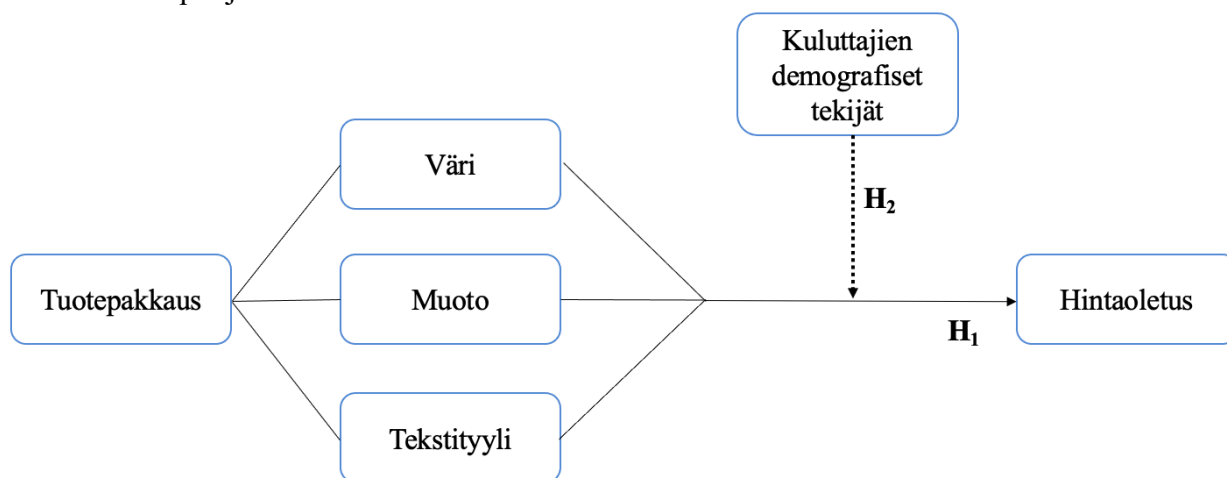 Kuluttajien
demografiset
tekijät
Väri
H₂
Tuotepakkaus
Muoto
Hintaoletus
H₁
Tekstityyli